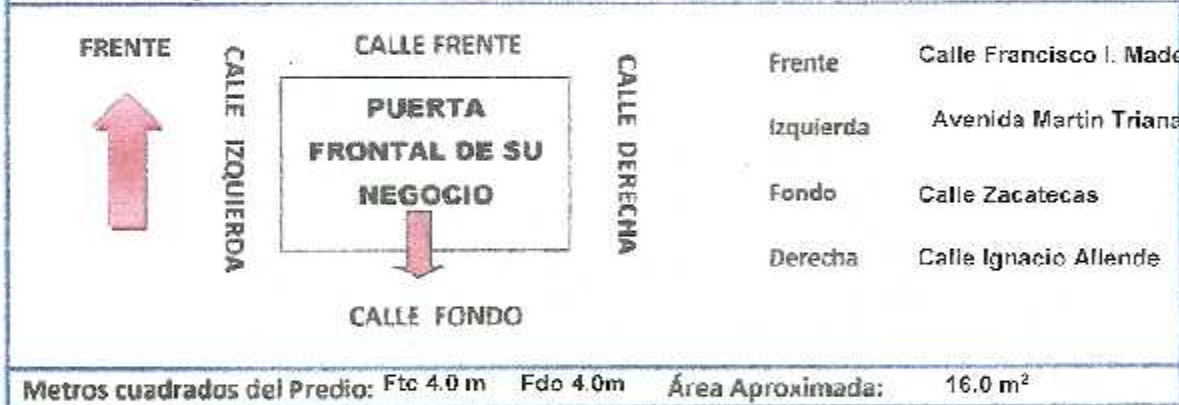 FRENTE
CALLE IZQUIERDA
CALLE FRENTE
PUERTA
FRONTAL DE SU
NEGOCIO
CALLE DERECHA
CALLE FONDO
Frente Calle Francisco I.
Izquierda Avenida Martin Triana
Fondo Calle Zacatecas
Derecha Calle Ignacio Allende
Metros cuadrados del Predio: Fte 4.0 m Fdo 4.0m Área Aproximada: 16.0 m²